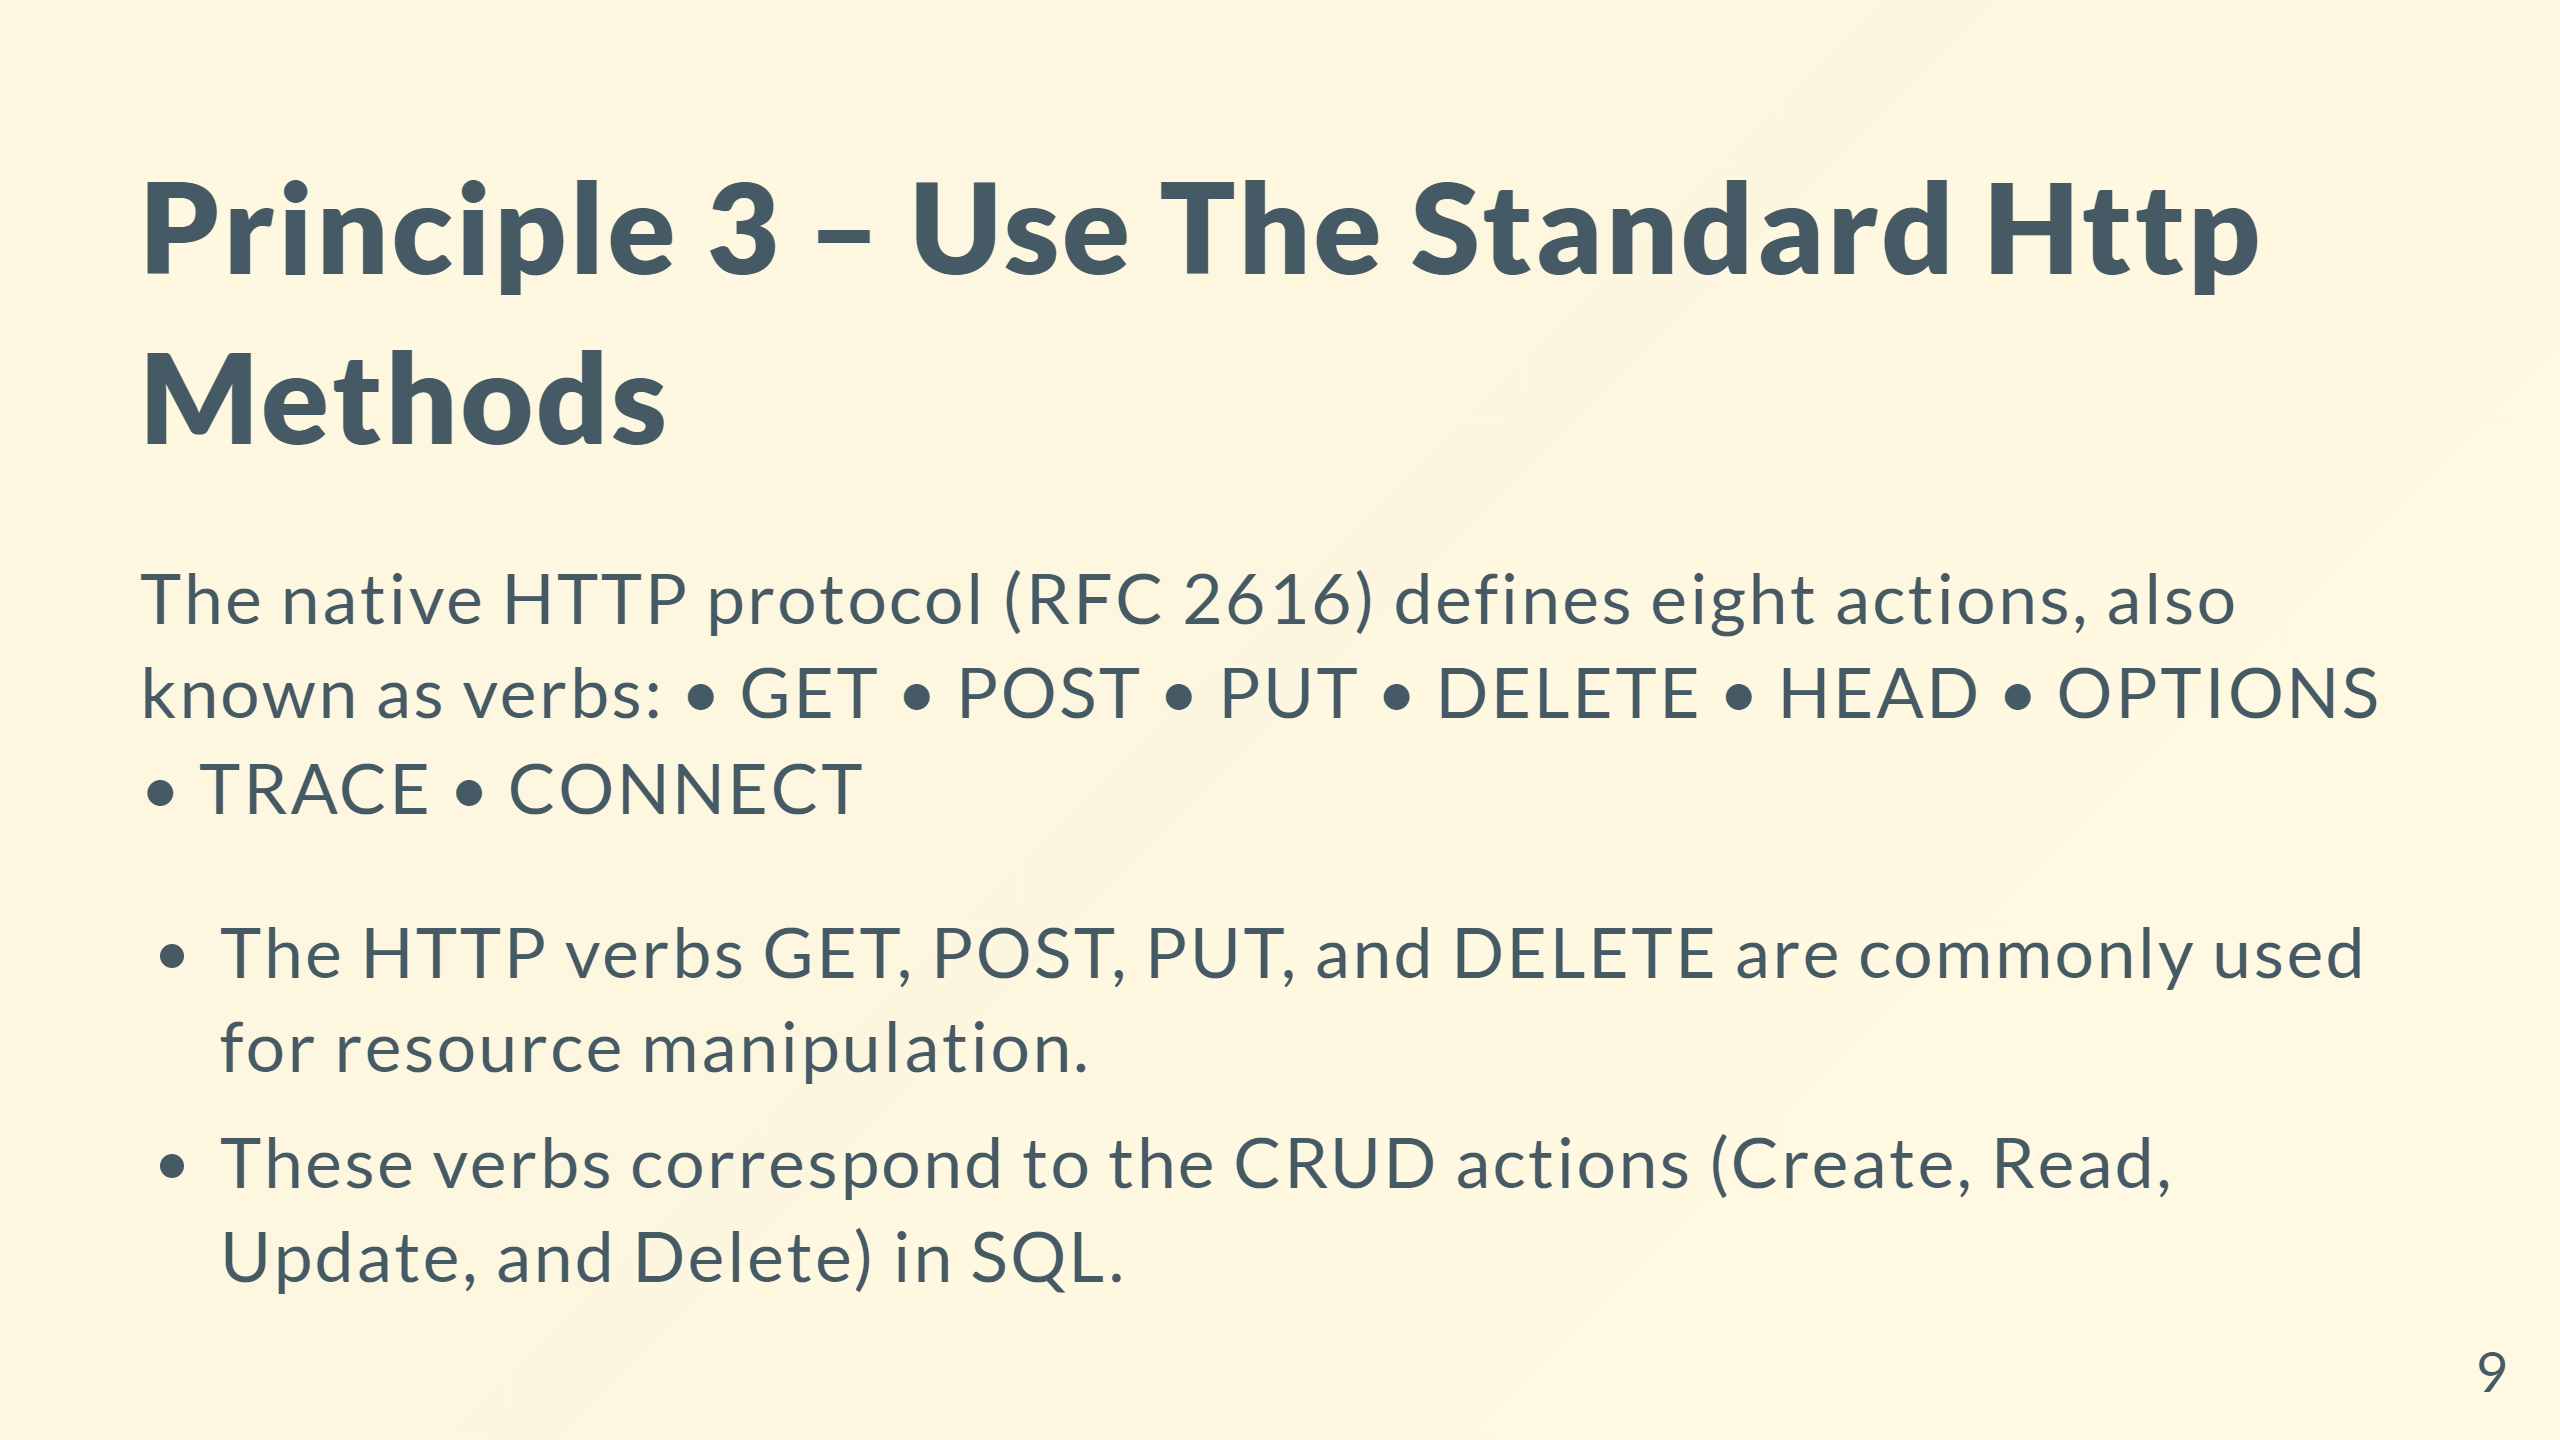 Principle 3 – Use The Standard Http
Methods
The native HTTP protocol (RFC 2616) defines eight actions, also
known as verbs: • GET • POST • PUT • DELETE • HEAD • OPTIONS
• TRACE • CONNECT
• The HTTP verbs GET, POST, PUT, and DELETE are commonly used
for resource manipulation.
• These verbs correspond to the CRUD actions (Create, Read,
Update, and Delete) in SQL.
9